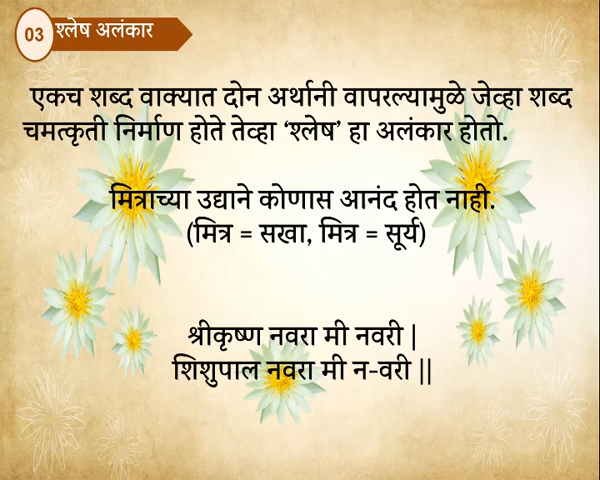 03 श्लेष अलंकार
एकच शब्द वाक्यात दोन अर्थानी वापरल्यामुळे जेव्हा शब्द
चमत्कृती निर्माण होते तेव्हा ‘श्लेष’ हा अलंकार होतो.
मित्राच्या उद्याने कोणास आनंद होत नाही.
(मित्र = सखा, मित्र = सूर्य)
श्रीकृष्ण नवरा मी नवरी |
शिशुपाल नवरा मी न-वरी ||